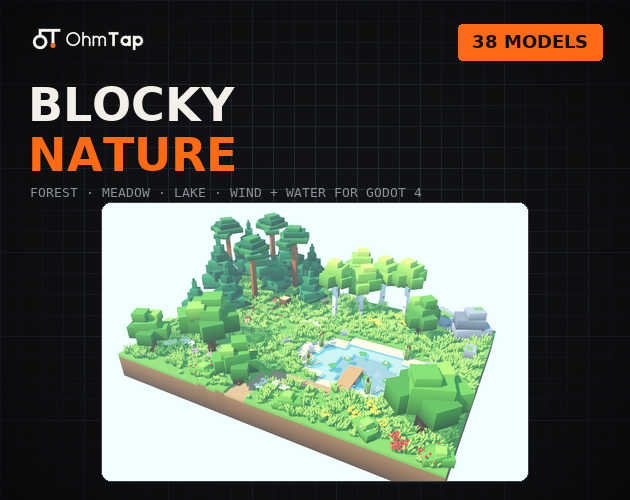 OhmTap
38 MODELS
BLOCKY
NATURE
FOREST · MEADOW · LAKE · WIND + WATER FOR GODOT 4